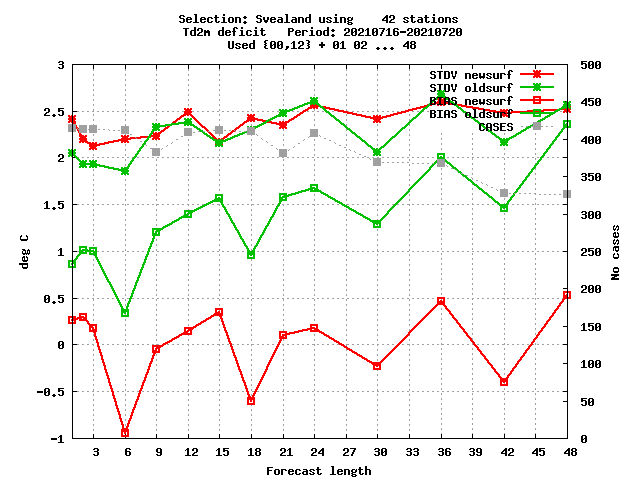 Selection: Svealand using    42 stations
Td2m deficit   Period: 20210716-20210720
Used {00,12} + 01 02 ... 48
STDV newsurf
STDV oldsurf
BIAS newsurf
BIAS oldsurf
CASES
deg C
3
2.5
2
1.5
1
0.5
0
-0.5
-1
No cases
500
450
400
350
300
250
200
150
100
50
0
3 6 9 12 15 18 21 24 27 30 33 36 39 42 45 48
Forecast length